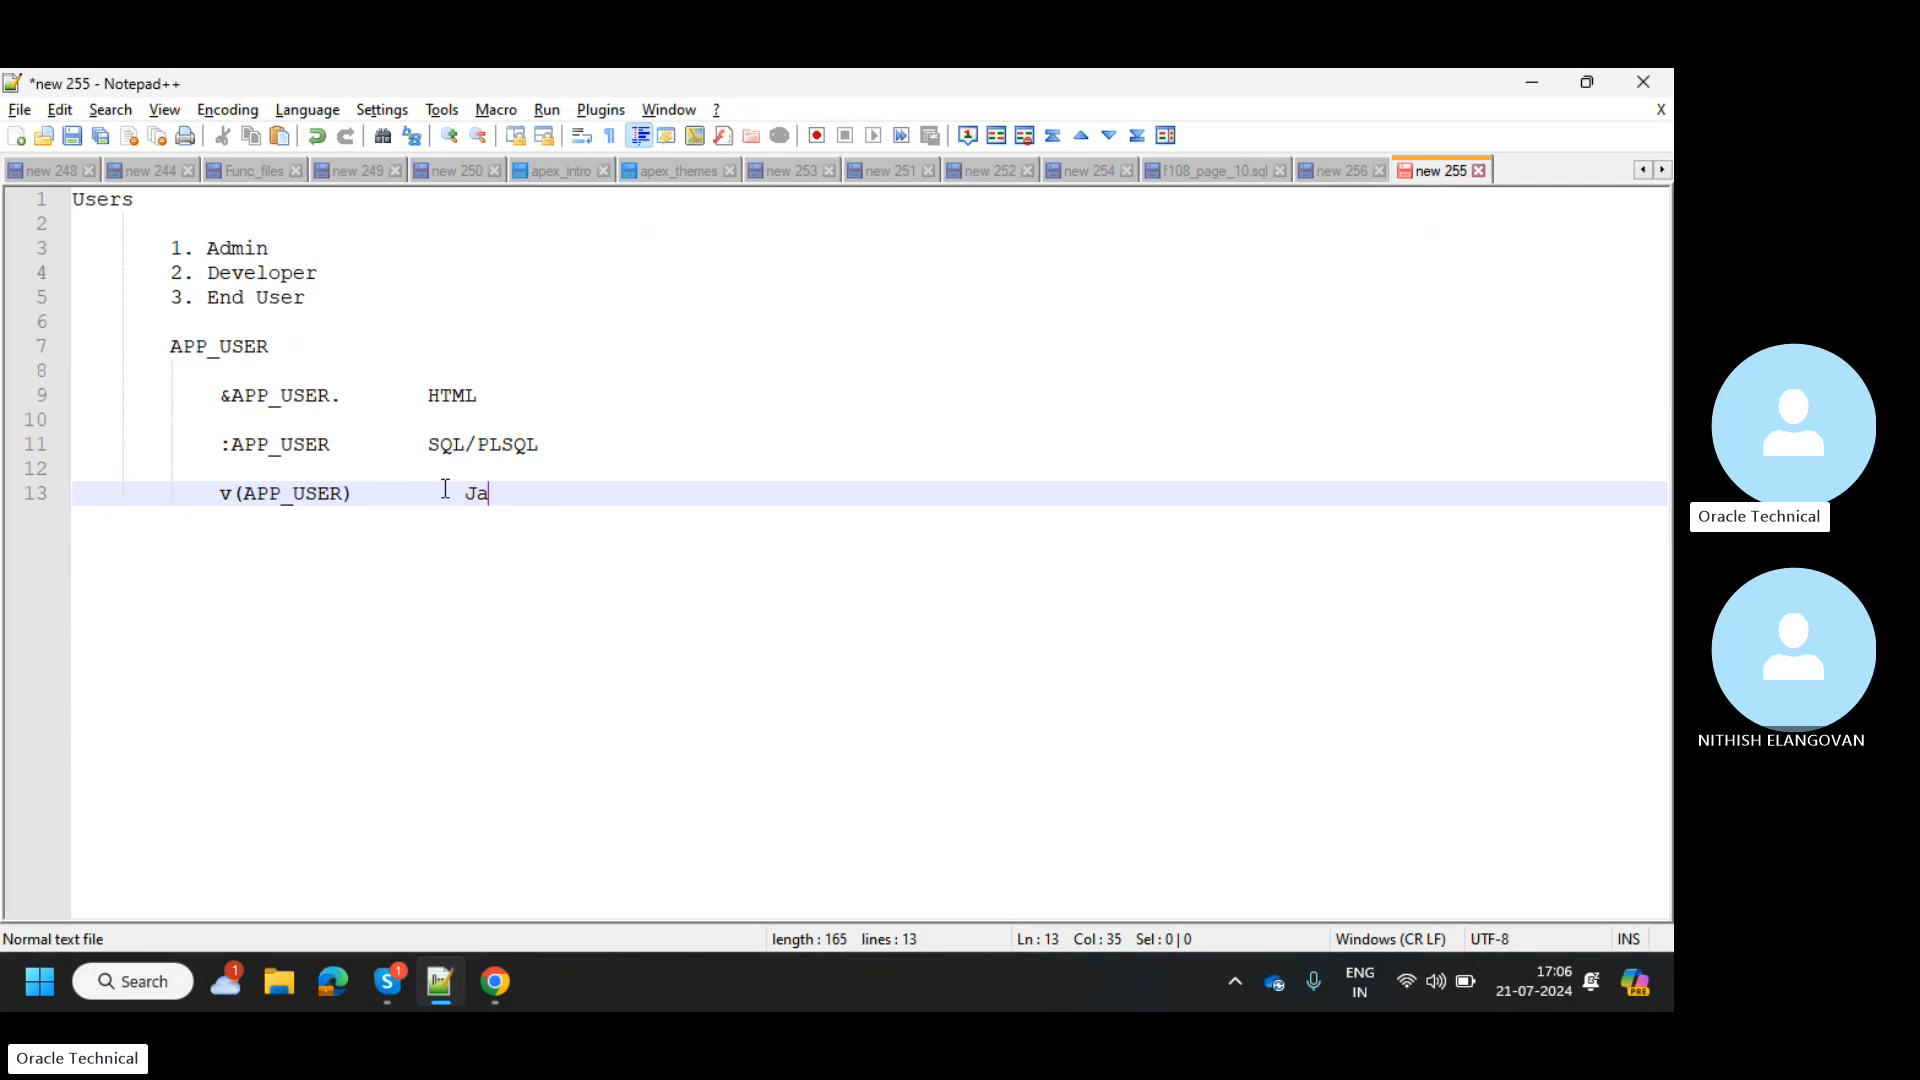 *new 255 - Notepad++
File Edit Search View Encoding Language Settings Tools Macro Run Plugins Window ? X
new 248 new 244 Func_files new 249 new 250 apex_intro apex_themes new 253 new 251 new 252 new 254 f108_page_10.sql new 256 new 255
1 Users
2
3 1. Admin
4 2. Developer
5 3. End User
6
7 APP_USER
8
9 &APP_USER. HTML
10
11 :APP_USER SQL/PLSQL
12
13 v(APP_USER) Ja
Oracle Technical
NITHISH ELANGOVAN
Normal text file length : 165 lines : 13 Ln : 13 Col : 35 Sel : 0 | 0 Windows (CR LF) UTF-8 INS
Search 1 1 ENG IN 17:06 21-07-2024 PRE
Oracle Technical